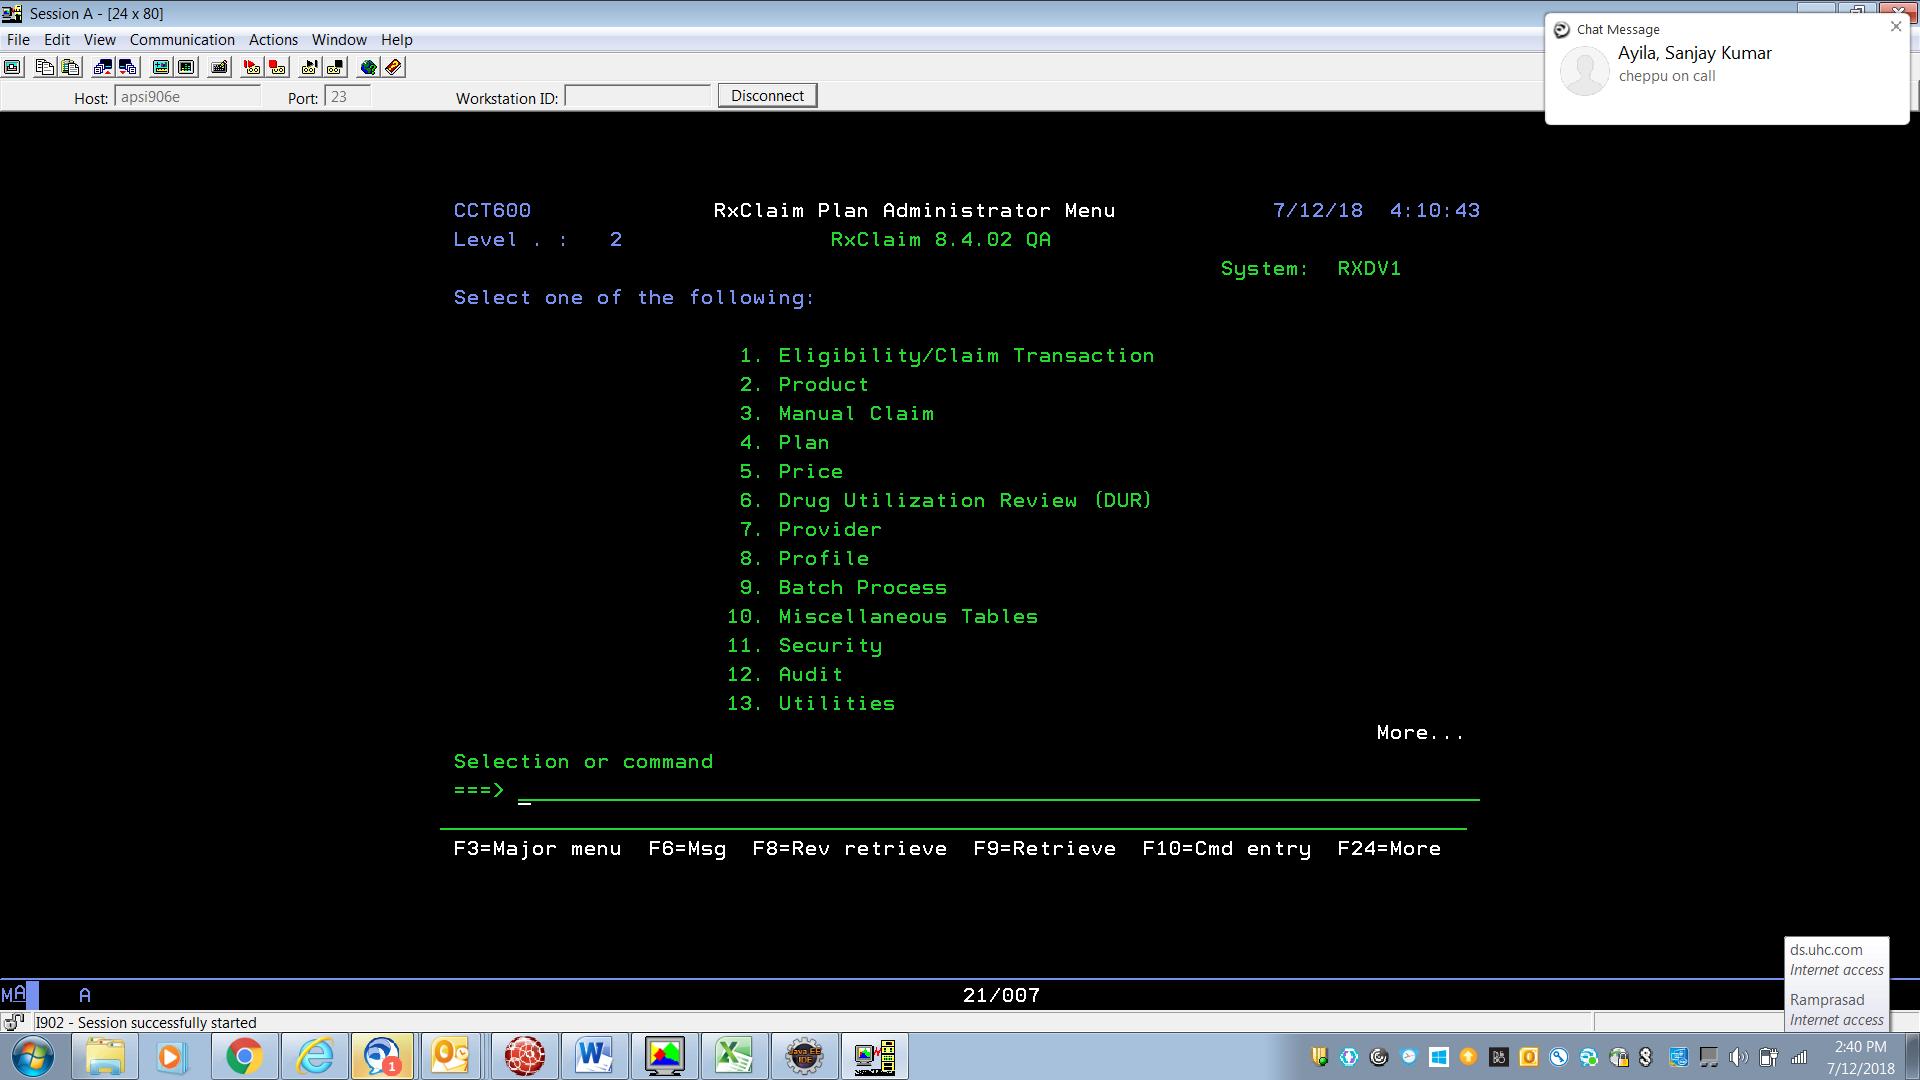 Session A - [24 x 80]
File Edit View Communication Actions Window Help
Host: apsi906e Port: 23 Workstation ID: Disconnect
Chat Message
Ayila, Sanjay Kumar
cheppu on call
CCT600 RxClaim Plan Administrator Menu 7/12/18 4:10:43
Level . : 2 RxClaim 8.4.02 QA
System: RXDV1
Select one of the following:
1. Eligibility/Claim Transaction
2. Product
3. Manual Claim
4. Plan
5. Price
6. Drug Utilization Review (DUR)
7. Provider
8. Profile
9. Batch Process
10. Miscellaneous Tables
11. Security
12. Audit
13. Utilities
More...
Selection or command
===>
F3=Major menu F6=Msg F8=Rev retrieve F9=Retrieve F10=Cmd entry F24=More
ds.uhc.com
Internet access
Ramprasad
Internet access
MA A 21/007
I902 - Session successfully started
1
Java EE
IDE
2:40 PM
7/12/2018